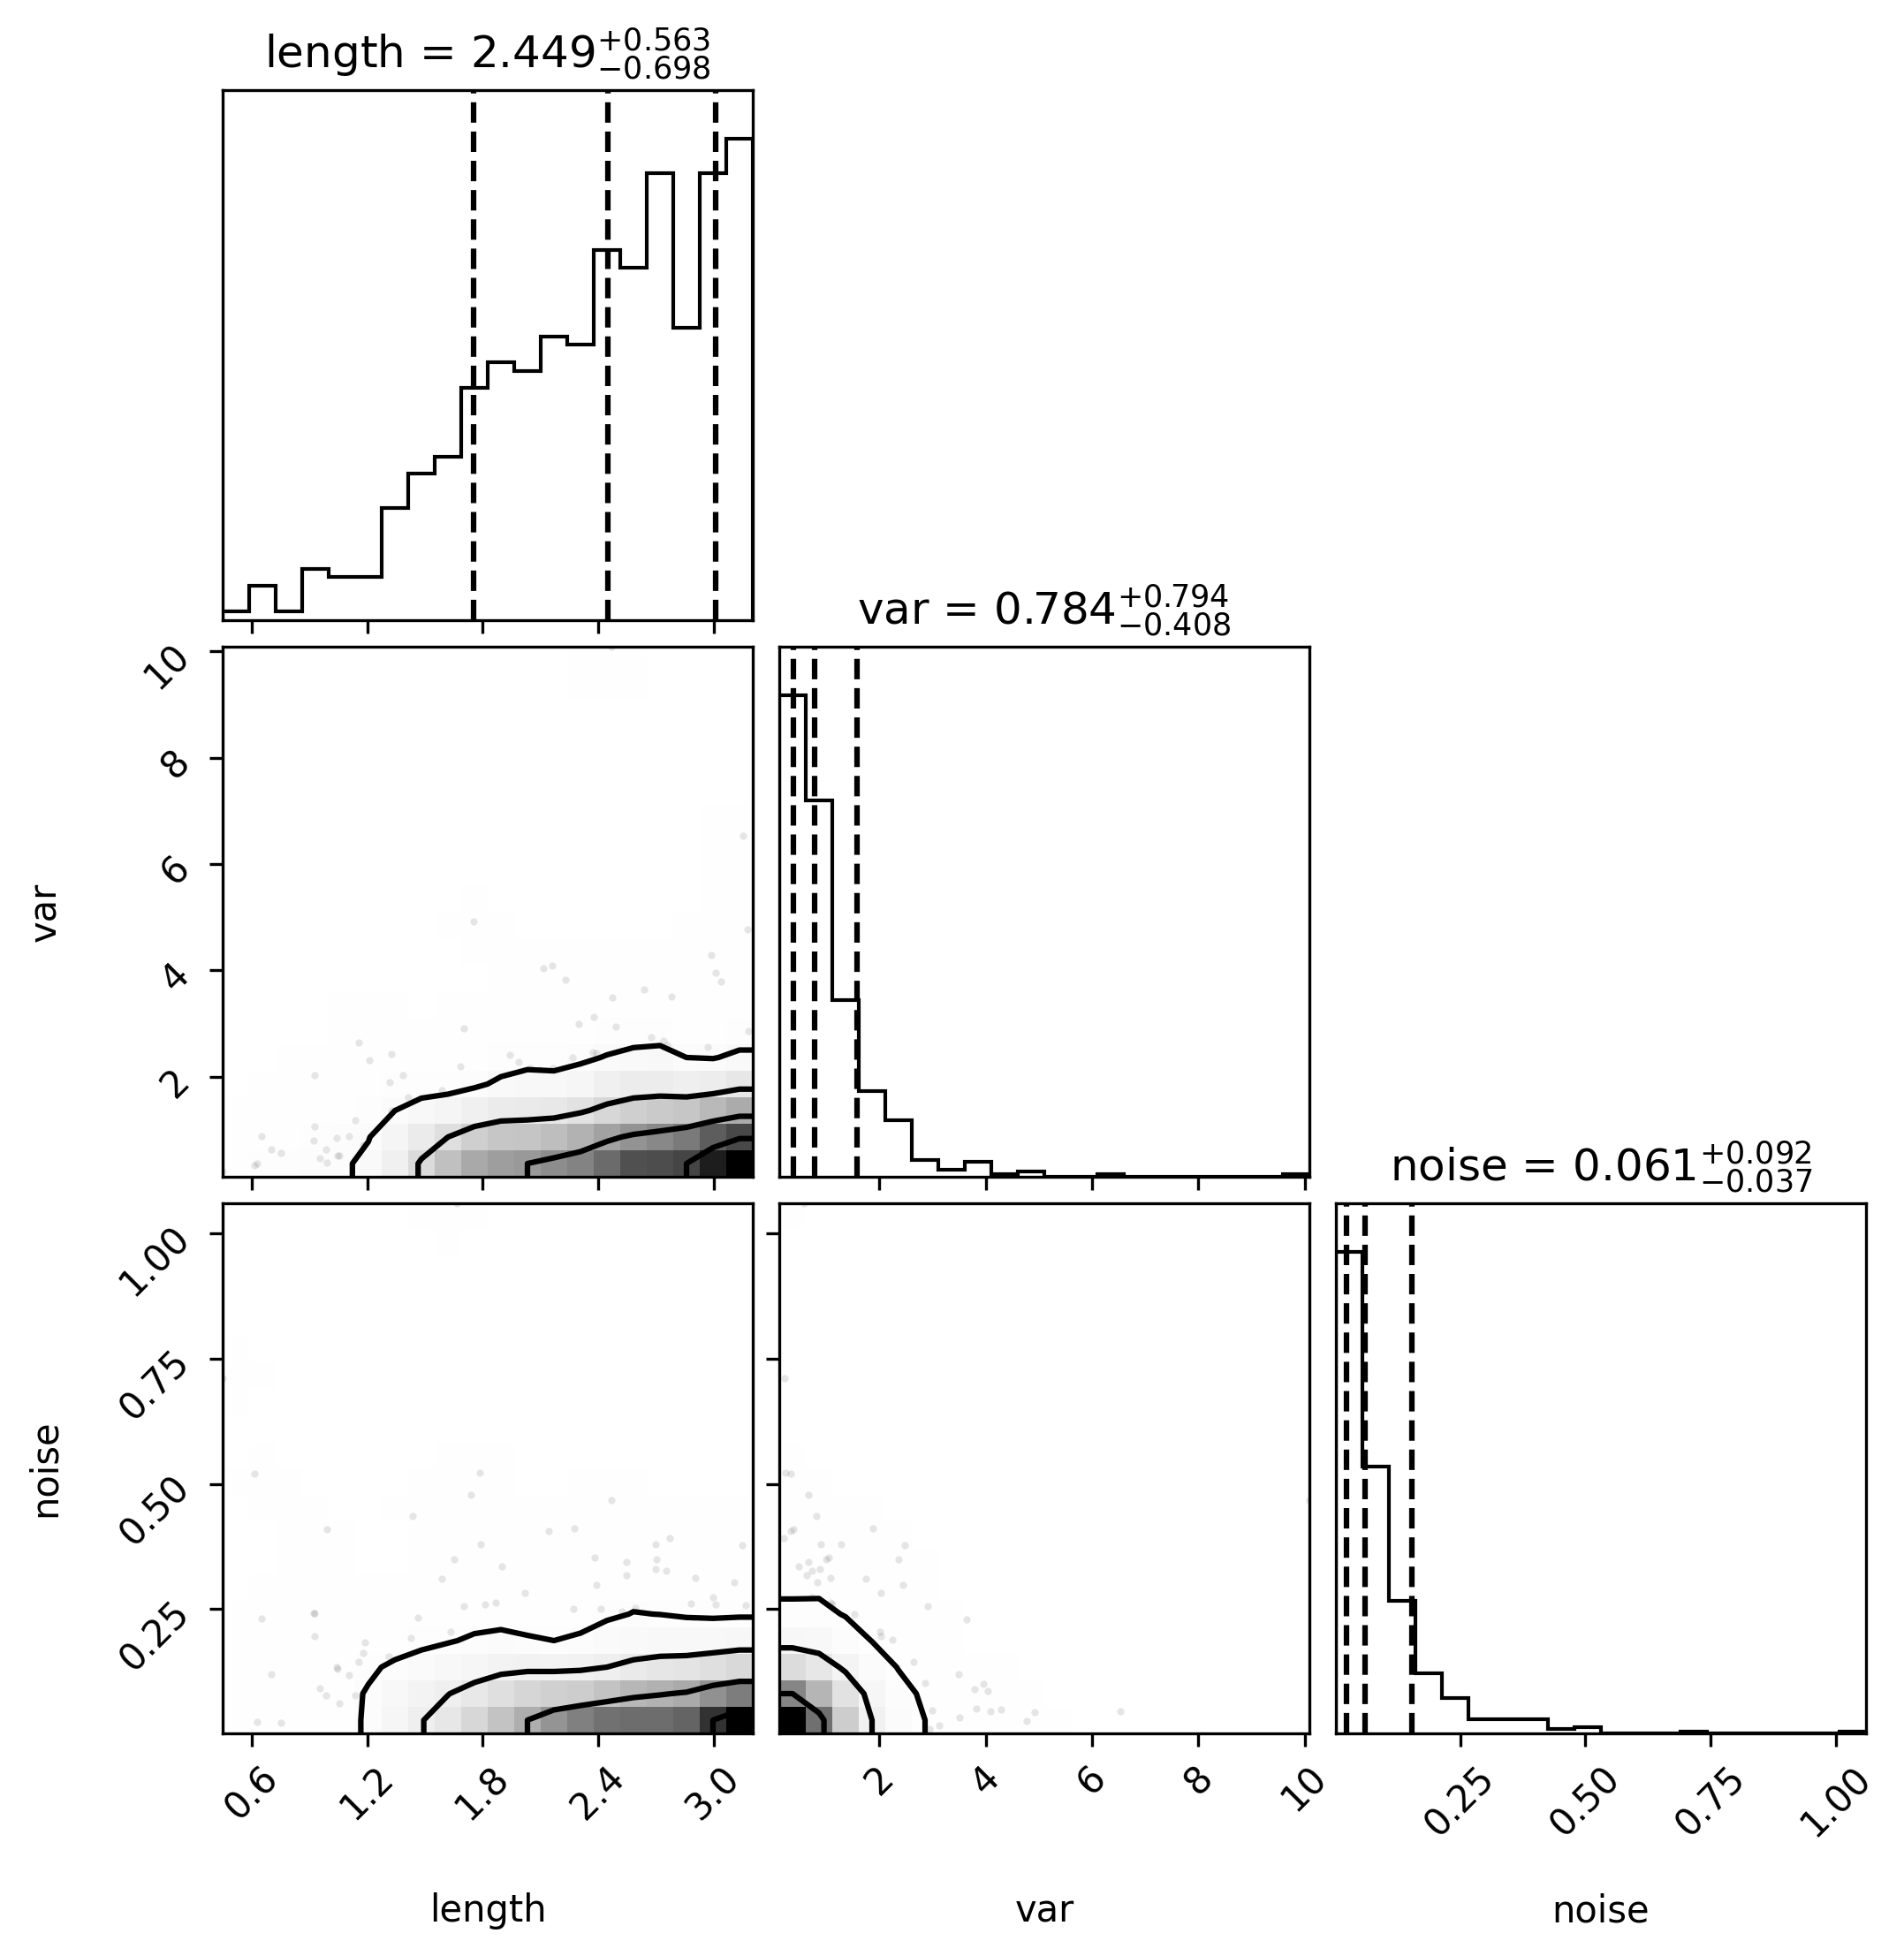 length = 2.449 +0.563 −0.698
var = 0.784 +0.794 −0.408
10
8
6
4
2
var
noise = 0.061 +0.092 −0.037
1.00
0.75
0.50
0.25
noise
0.6 1.2 1.8 2.4 3.0 2 4 6 8 10 0.25 0.50 0.75 1.00
length var noise